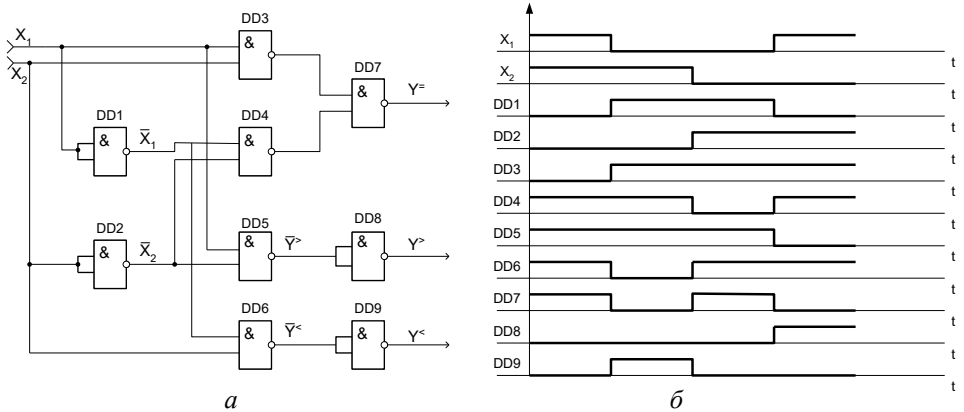 X1
X2
DD1
&
X̅1
DD2
&
X̅2
DD3
&
DD4
&
DD7
&
Y=
DD5
&
Y̅>
DD8
&
Y>
DD6
&
Y̅<
DD9
&
Y<
а
X1
t
X2
t
DD1
t
DD2
t
DD3
t
DD4
t
DD5
t
DD6
t
DD7
t
DD8
t
DD9
t
б